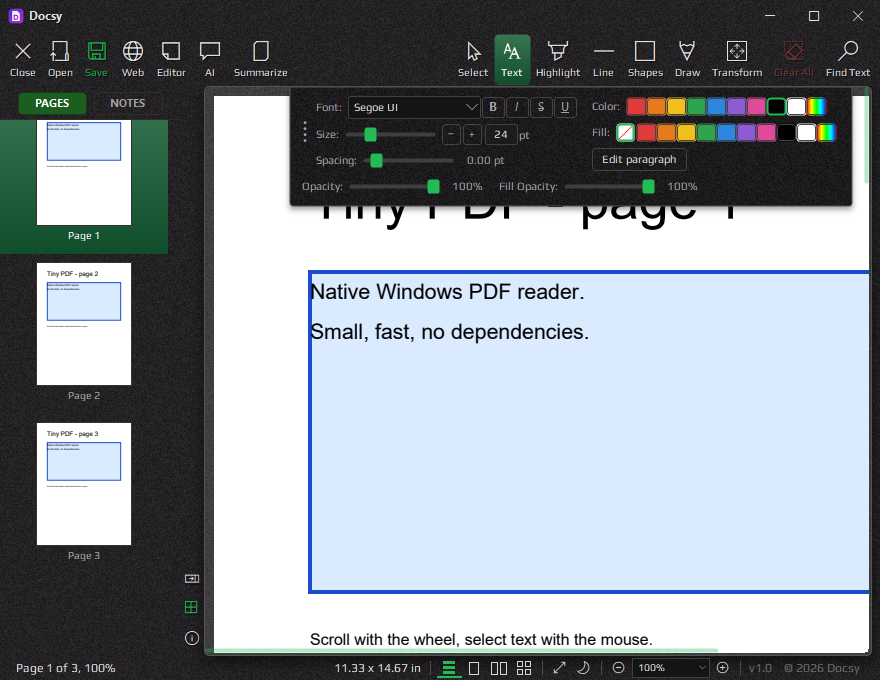 Docsy
Close Open Save Web Editor AI Summarize Select Text Highlight Line Shapes Draw Transform Clear All Find Text
PAGES NOTES
Font: Segoe UI B I S U Color:
Size: − + 24 pt Fill:
Spacing: 0.00 pt Edit paragraph
Opacity: 100% Fill Opacity: 100%
Tiny PDF - page 1
Native Windows PDF reader.
Small, fast, no dependencies.
Scroll with the wheel, select text with the mouse.
Page 1
Tiny PDF - page 2
Page 2
Tiny PDF - page 3
Page 3
Page 1 of 3, 100% 11.33 x 14.67 in 100% v1.0 © 2026 Docsy